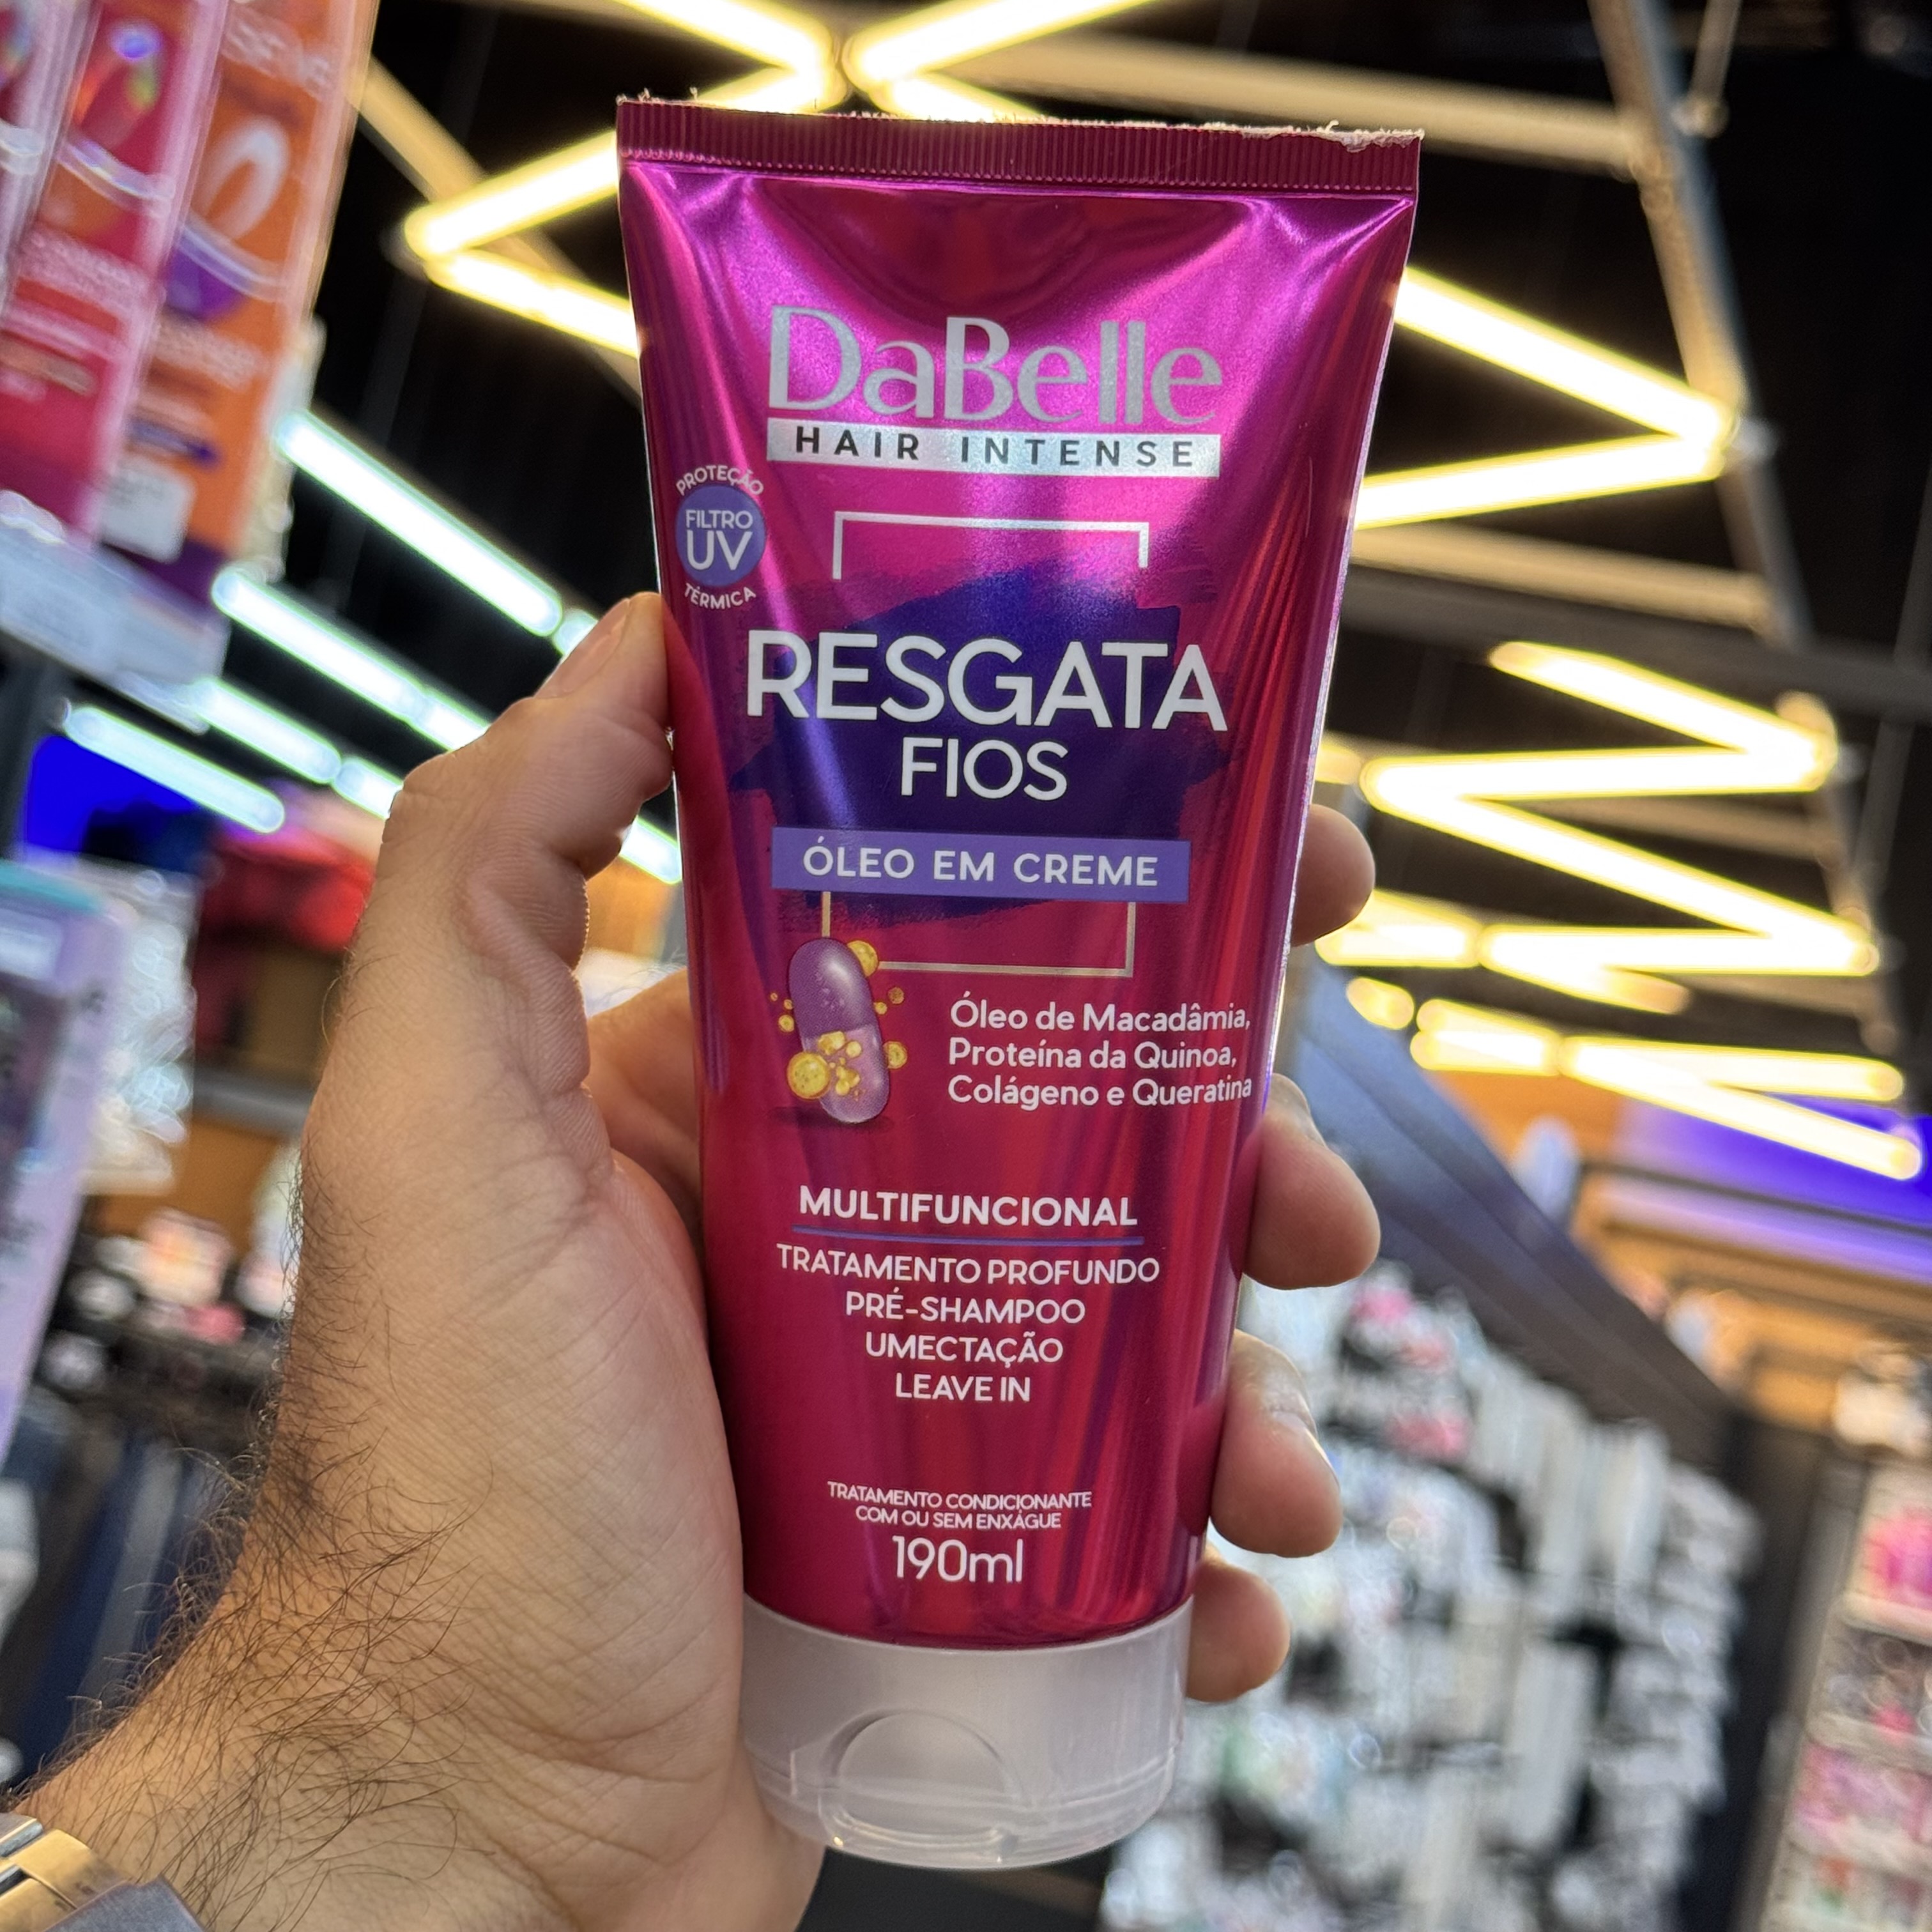 DaBelle
HAIR INTENSE
PROTEÇÃO
FILTRO
UV
TÉRMICA
RESGATA
FIOS
ÓLEO EM CREME
Óleo de Macadâmia,
Proteína da Quinoa,
Colágeno e Queratina
MULTIFUNCIONAL
TRATAMENTO PROFUNDO
PRÉ-SHAMPOO
UMECTAÇÃO
LEAVE IN
TRATAMENTO CONDICIONANTE
COM OU SEM ENXÁGUE
190ml